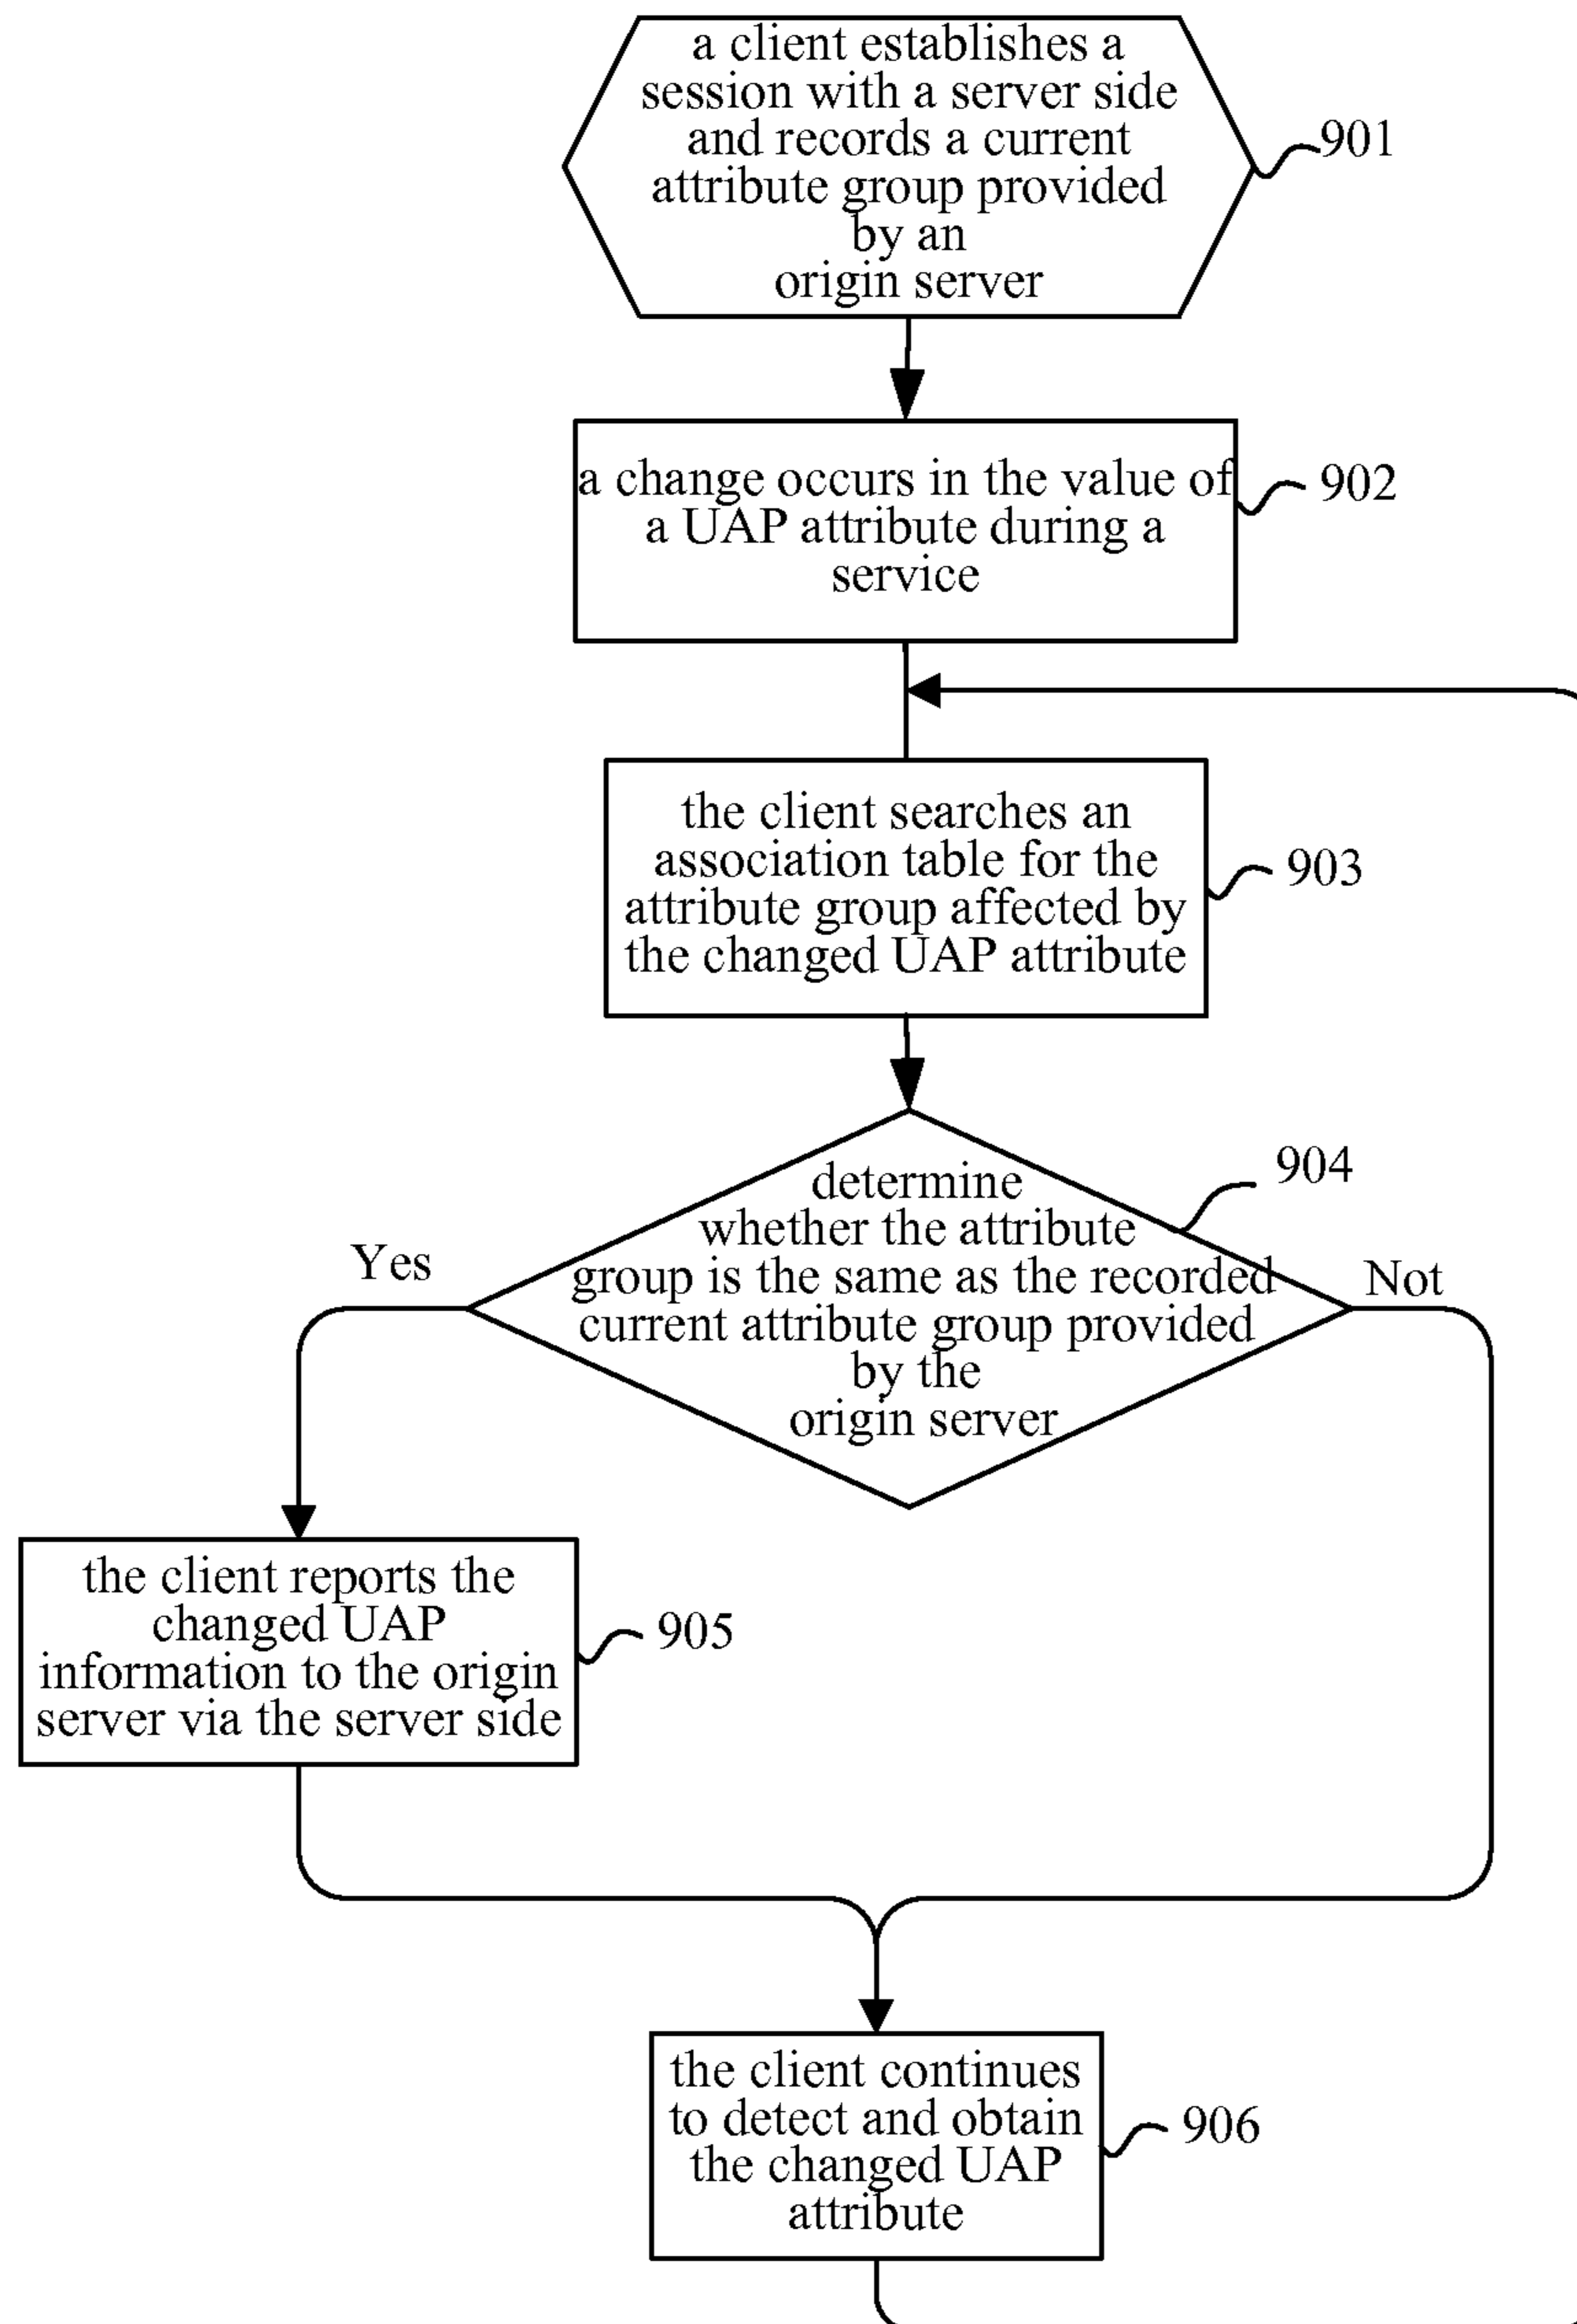 a client establishes a
session with a server side
and records a current
attribute group provided
by an
origin server
901
a change occurs in the value of
a UAP attribute during a
service
902
the client searches an
association table for the
attribute group affected by
the changed UAP attribute
903
determine
whether the attribute
group is the same as the recorded
current attribute group provided
by the
origin server
904
Yes
Not
the client reports the
changed UAP
information to the origin
server via the server side
905
the client continues
to detect and obtain
the changed UAP
attribute
906